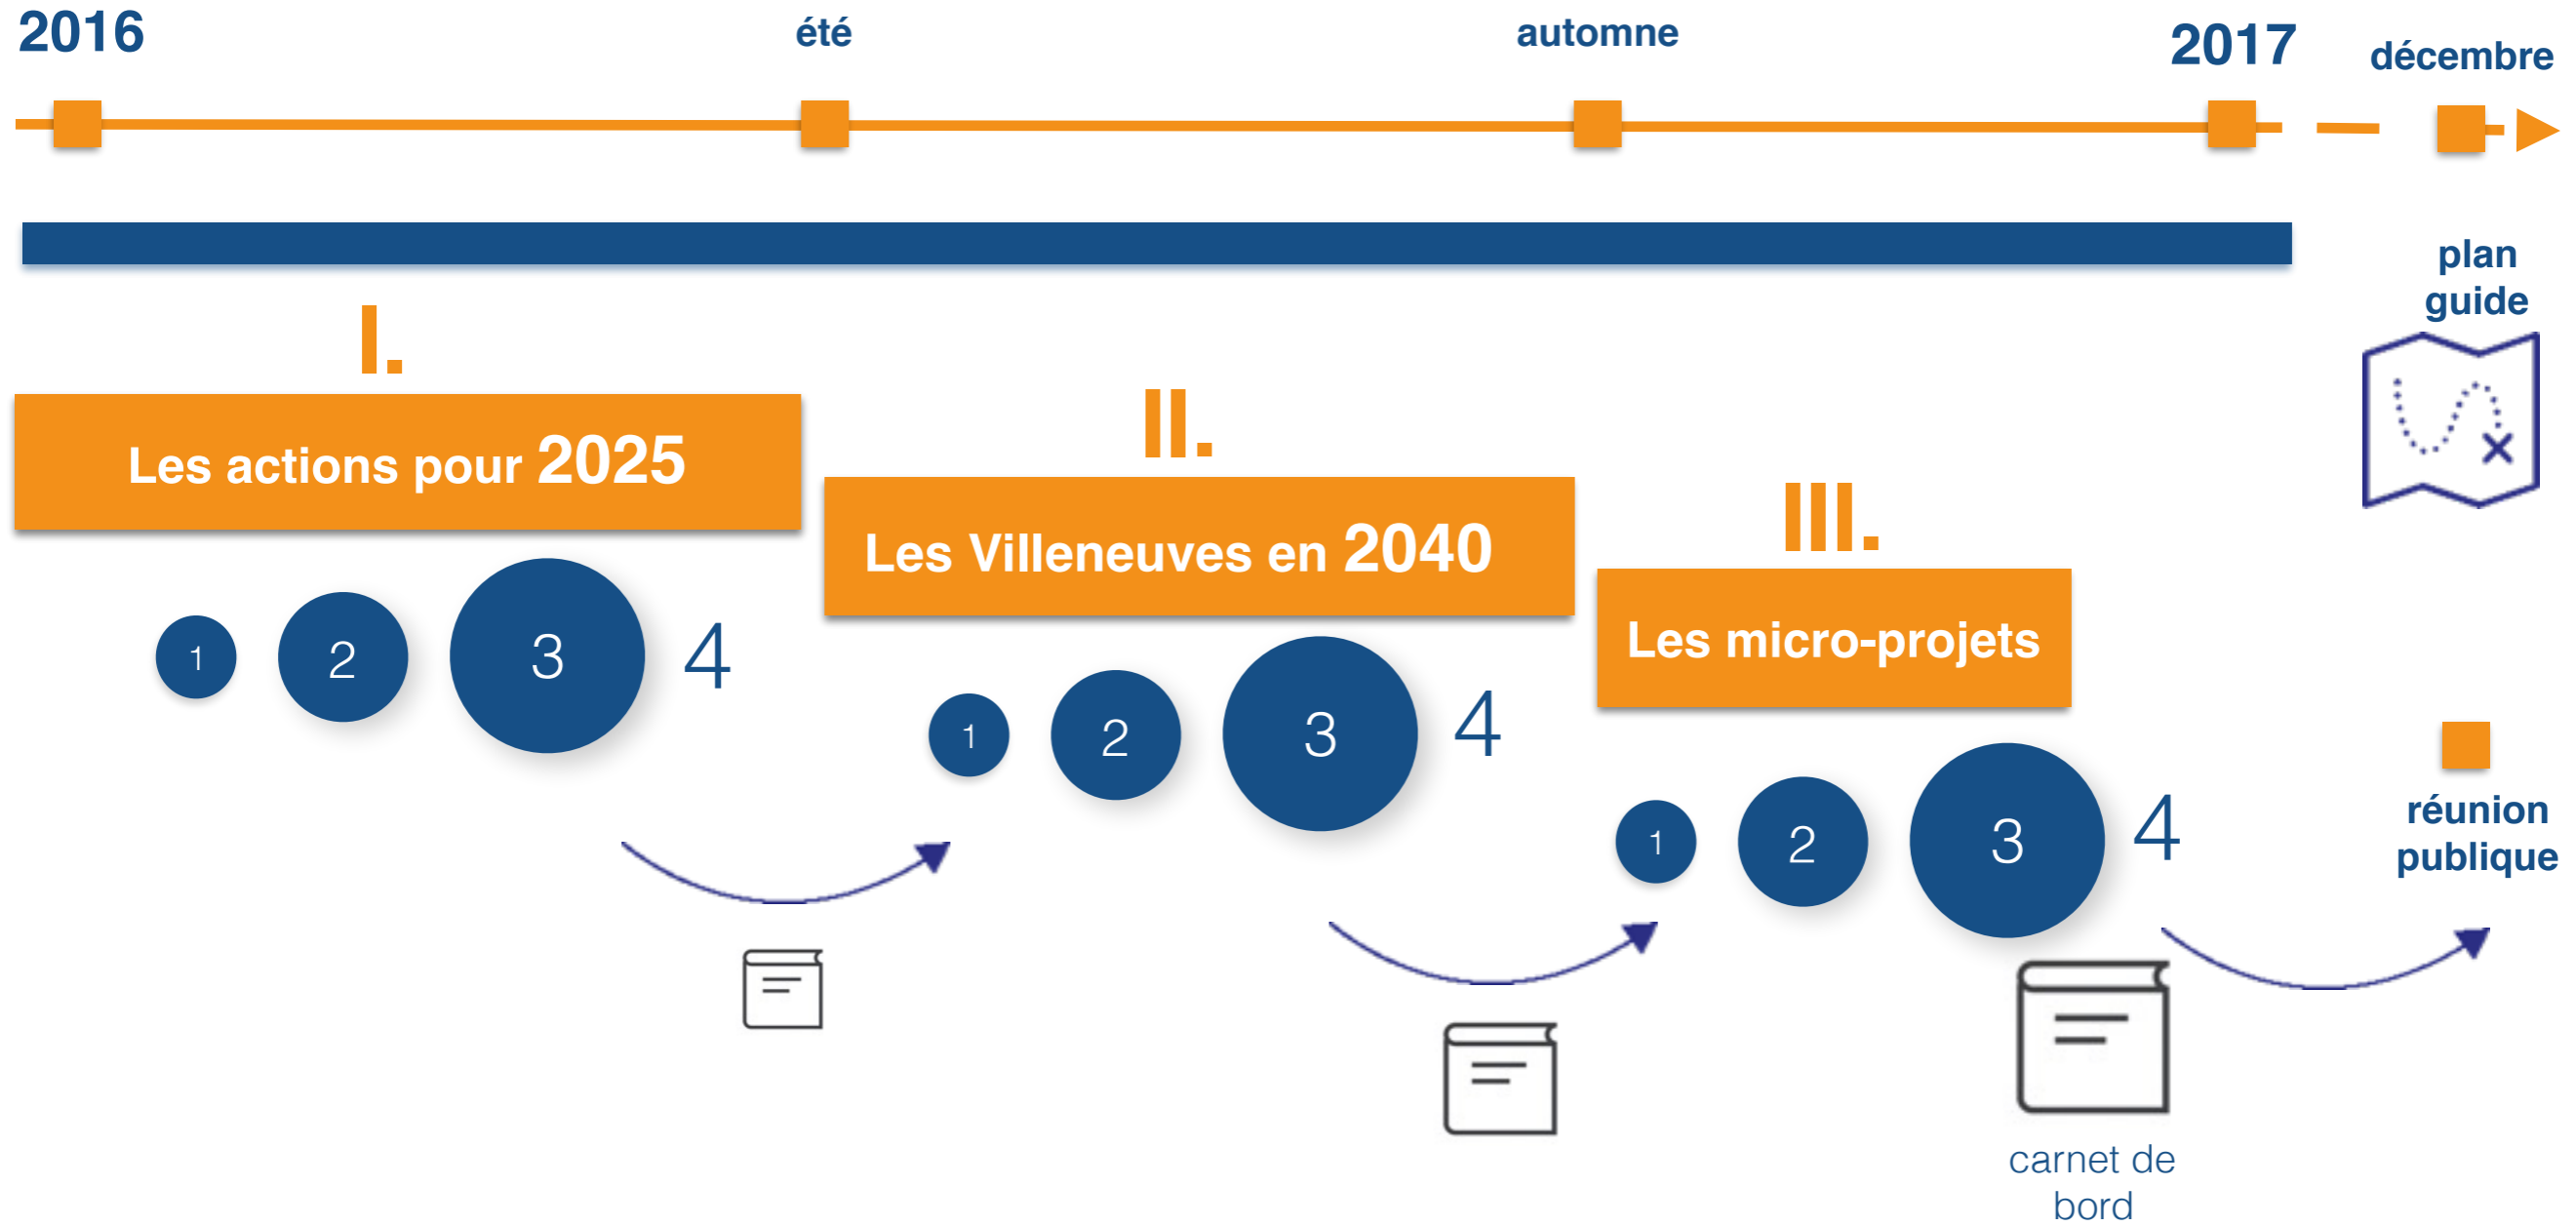 2016
été
automne
2017
décembre
plan
guide
I.
Les actions pour 2025
1
2
3
4
II.
Les Villeneuves en 2040
1
2
3
4
III.
Les micro-projets
1
2
3
4
réunion
publique
carnet de
bord